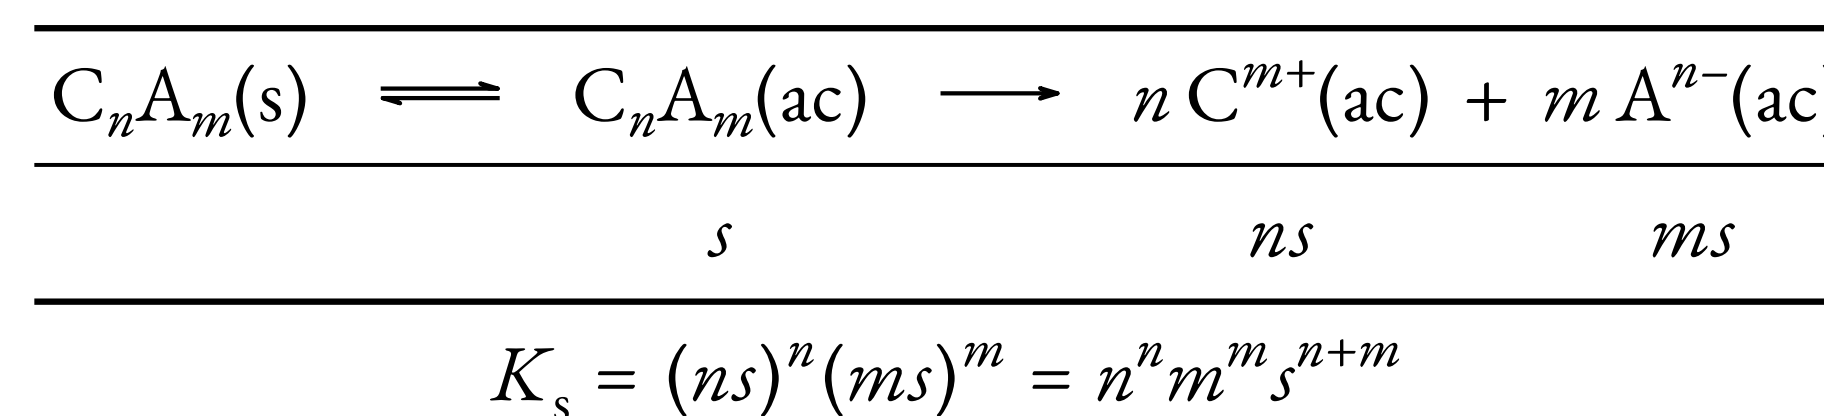 CₙAₘ(s) ⇌ CₙAₘ(ac) ⟶ n Cᵐ⁺(ac) + m Aⁿ⁻(ac)
s ns ms
Kₛ = (ns)ⁿ(ms)ᵐ = nⁿmᵐsⁿ⁺ᵐ